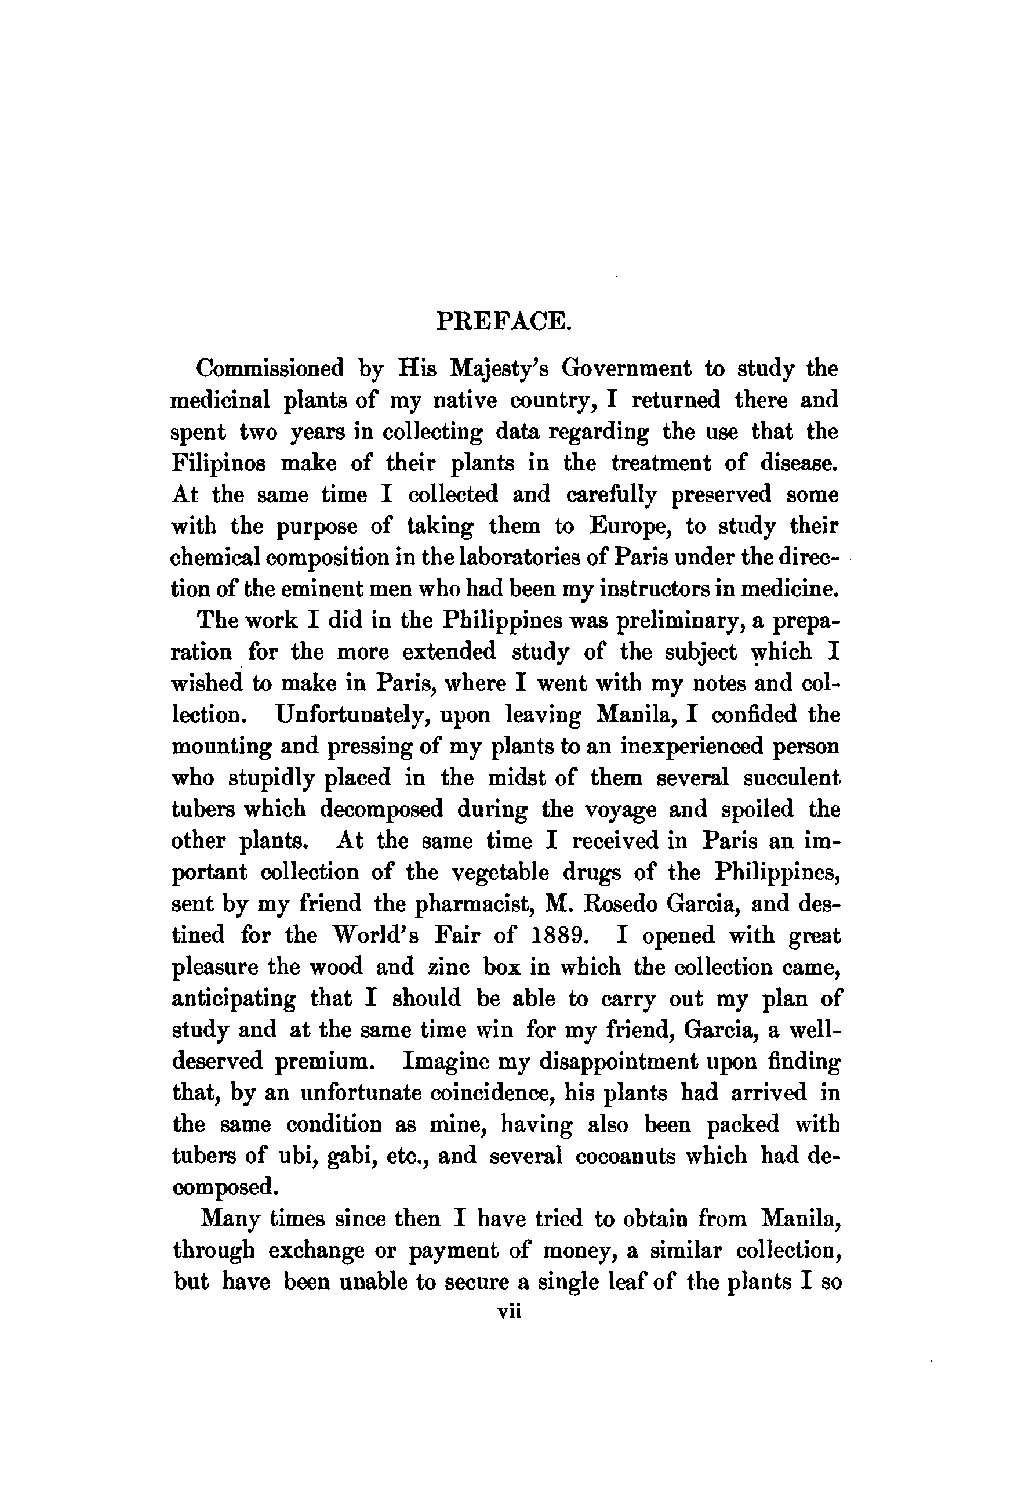 PREFACE.
Commissioned by His Majesty's Government to study the
medicinal plants of my native country, I returned there and
spent two years in collecting data regarding the use that the
Filipinos make of their plants in the treatment of disease.
At the same time I collected and carefully preserved some
with the purpose of taking them to Europe, to study their
chemical composition in the laboratories of Paris under the direc-
tion of the eminent men who had been my instructors in medicine.
The work I did in the Philippines was preliminary, a prepa-
ration for the more extended study of the subject which I
wished to make in Paris, where I went with my notes and col-
lection. Unfortunately, upon leaving Manila, I confided the
mounting and pressing of my plants to an inexperienced person
who stupidly placed in the midst of them several succulent
tubers which decomposed during the voyage and spoiled the
other plants. At the same time I received in Paris an im-
portant collection of the vegetable drugs of the Philippines,
sent by my friend the pharmacist, M. Rosedo Garcia, and des-
tined for the World's Fair of 1889. I opened with great
pleasure the wood and zinc box in which the collection came,
anticipating that I should be able to carry out my plan of
study and at the same time win for my friend, Garcia, a well-
deserved premium. Imagine my disappointment upon finding
that, by an unfortunate coincidence, his plants had arrived in
the same condition as mine, having also been packed with
tubers of ubi, gabi, etc., and several cocoanuts which had de-
composed.
Many times since then I have tried to obtain from Manila,
through exchange or payment of money, a similar collection,
but have been unable to secure a single leaf of the plants I so
vii